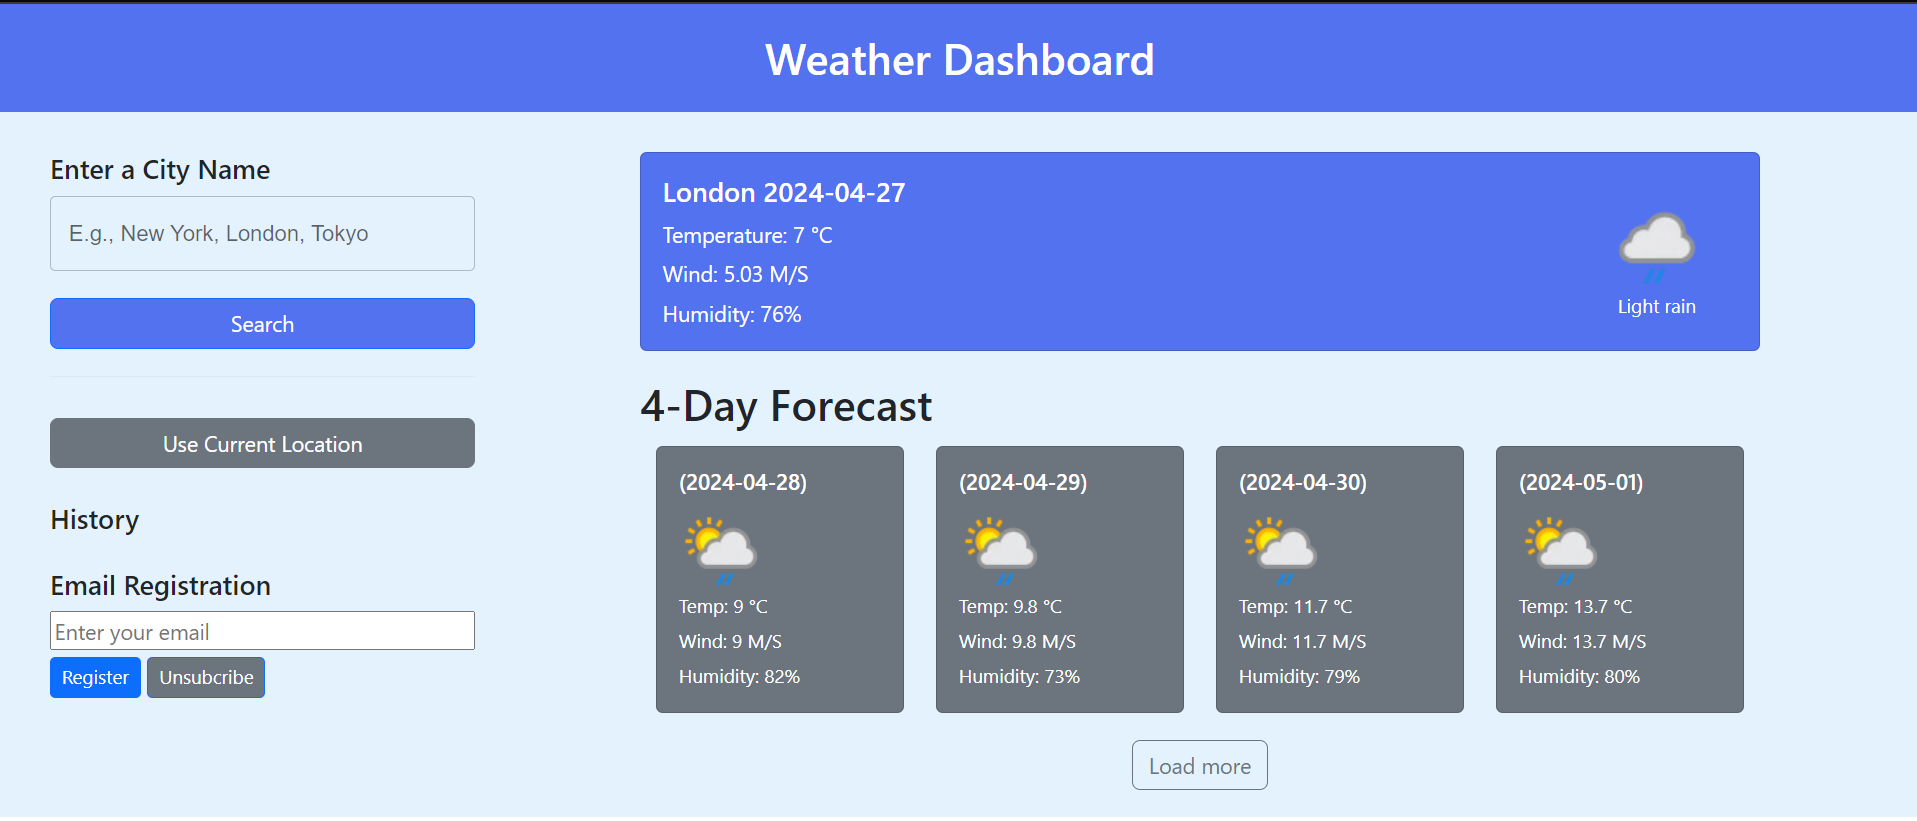 Weather Dashboard
Enter a City Name
E.g., New York, London, Tokyo
Search
Use Current Location
History
Email Registration
Enter your email
Register Unsubcribe
London 2024-04-27
Temperature: 7 °C
Wind: 5.03 M/S
Humidity: 76%
Light rain
4-Day Forecast
(2024-04-28)
Temp: 9 °C
Wind: 9 M/S
Humidity: 82%
(2024-04-29)
Temp: 9.8 °C
Wind: 9.8 M/S
Humidity: 73%
(2024-04-30)
Temp: 11.7 °C
Wind: 11.7 M/S
Humidity: 79%
(2024-05-01)
Temp: 13.7 °C
Wind: 13.7 M/S
Humidity: 80%
Load more